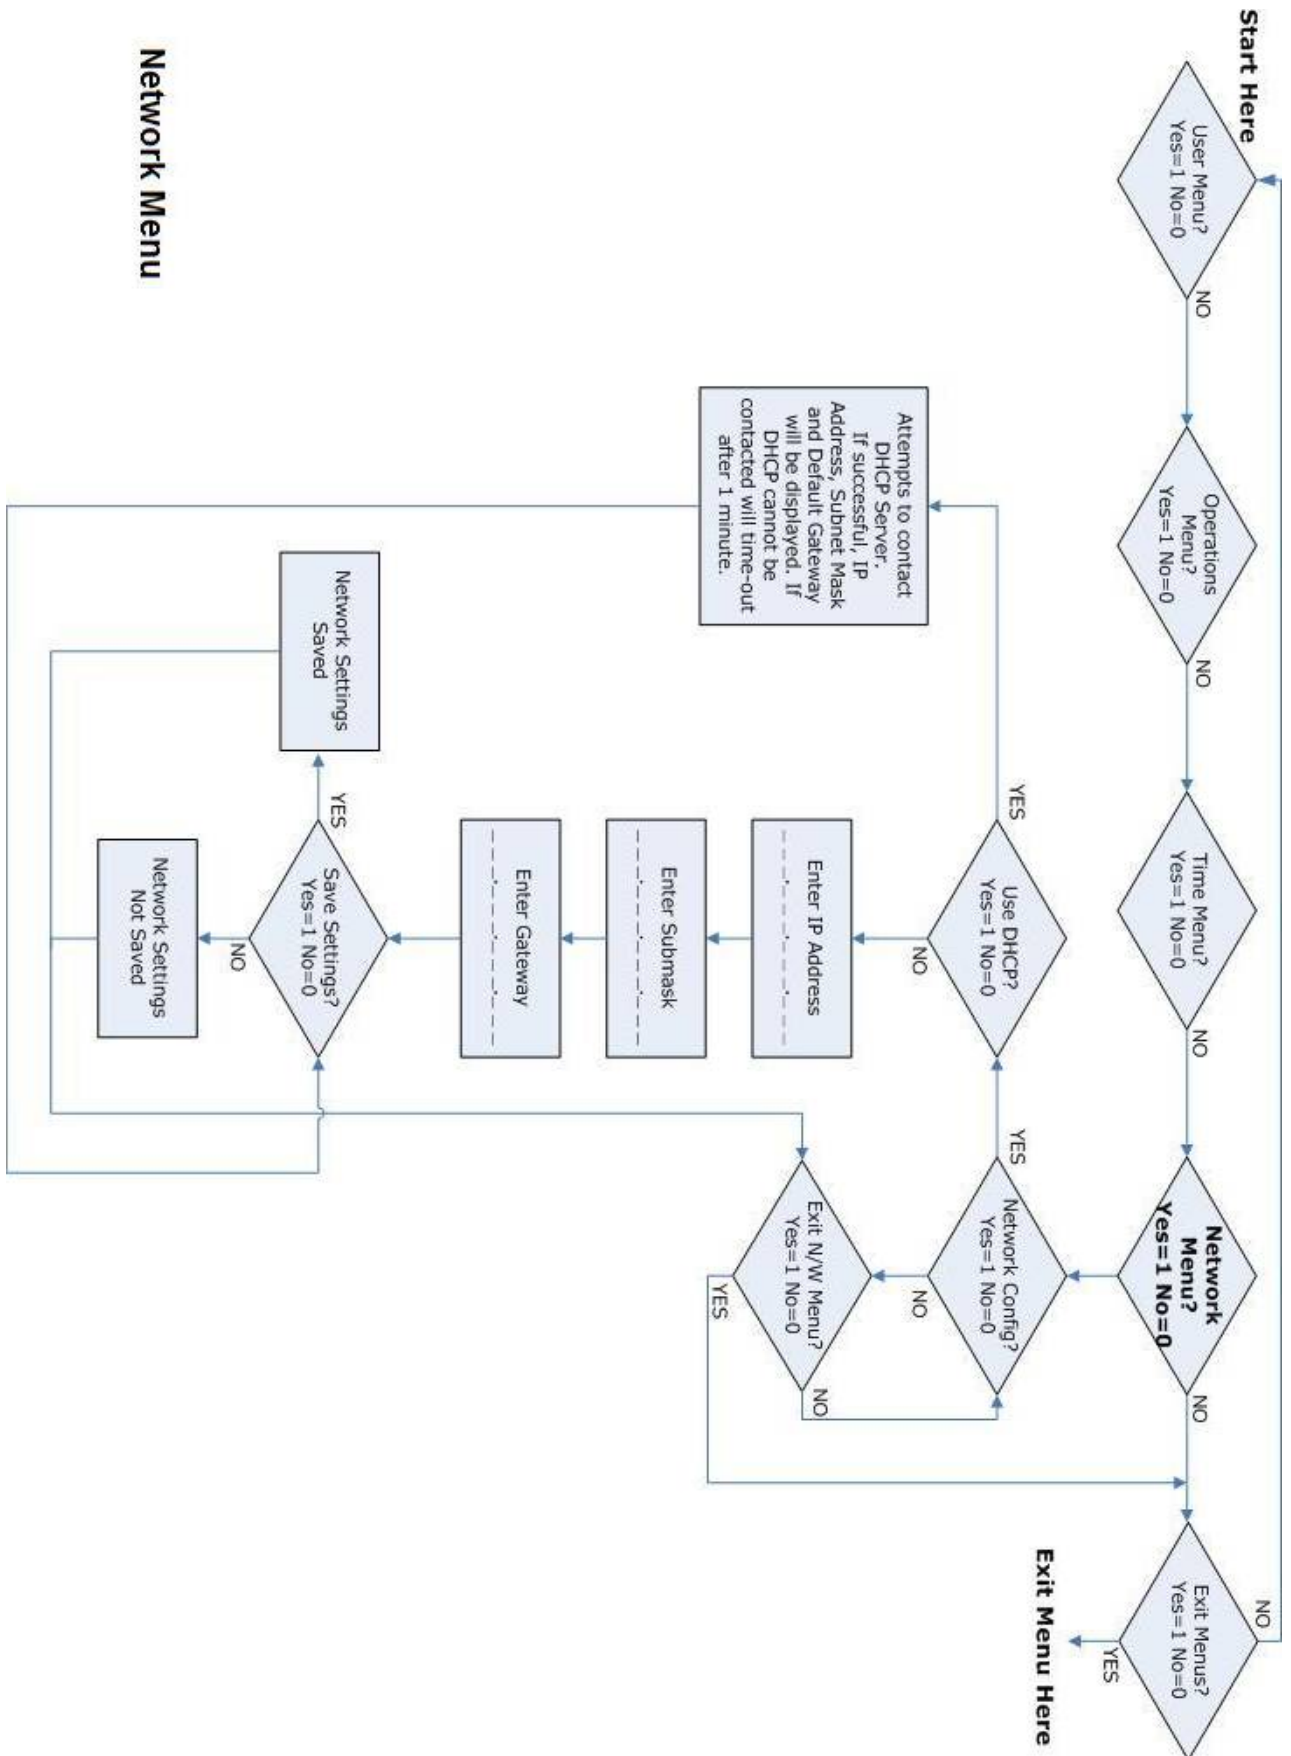 Start Here
User Menu?
Yes=1 No=0
NO
Operations
Menu?
Yes=1 No=0
NO
Time Menu?
Yes=1 No=0
NO
Network
Menu?
Yes=1 No=0
NO
Exit Menus?
Yes=1 No=0
NO
YES
Exit Menu Here
Network Config?
Yes=1 No=0
YES
NO
Use DHCP?
Yes=1 No=0
YES
NO
Attempts to contact
DHCP Server.
If successful, IP
Address, Subnet Mask
and Default Gateway
will be displayed. If
DHCP cannot be
contacted will time-out
after 1 minute.
Enter IP Address
_ _ _._ _ _._ _ _._ _ _
Exit N/W Menu?
Yes=1 No=0
NO
YES
Enter Submask
_ _ _._ _ _._ _ _._ _ _
Enter Gateway
_ _ _._ _ _._ _ _._ _ _
Save Settings?
Yes=1 No=0
YES
NO
Network Settings
Saved
Network Settings
Not Saved
Network Menu